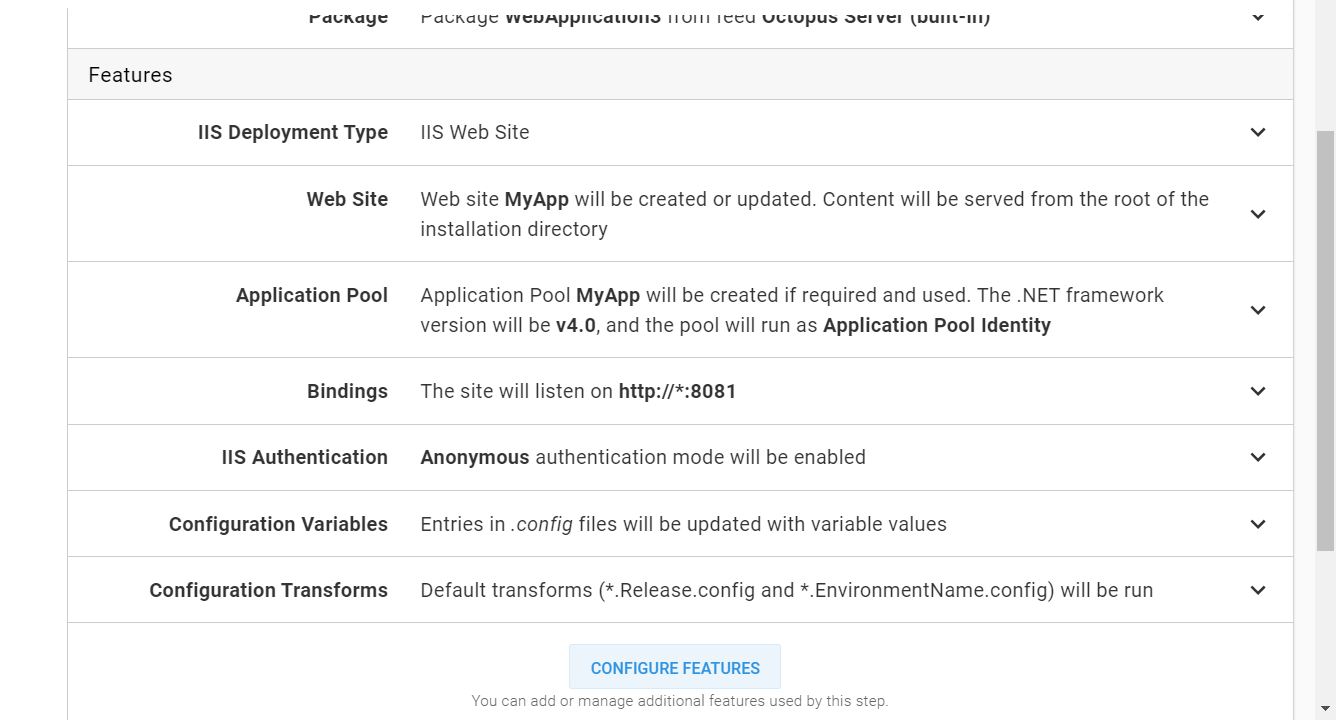 Package Package WebApplication3 from feed Octopus Server (built-in)
Features
IIS Deployment Type IIS Web Site
Web Site Web site MyApp will be created or updated. Content will be served from the root of the
installation directory
Application Pool Application Pool MyApp will be created if required and used. The .NET framework
version will be v4.0, and the pool will run as Application Pool Identity
Bindings The site will listen on http://*:8081
IIS Authentication Anonymous authentication mode will be enabled
Configuration Variables Entries in .config files will be updated with variable values
Configuration Transforms Default transforms (*.Release.config and *.EnvironmentName.config) will be run
CONFIGURE FEATURES
You can add or manage additional features used by this step.